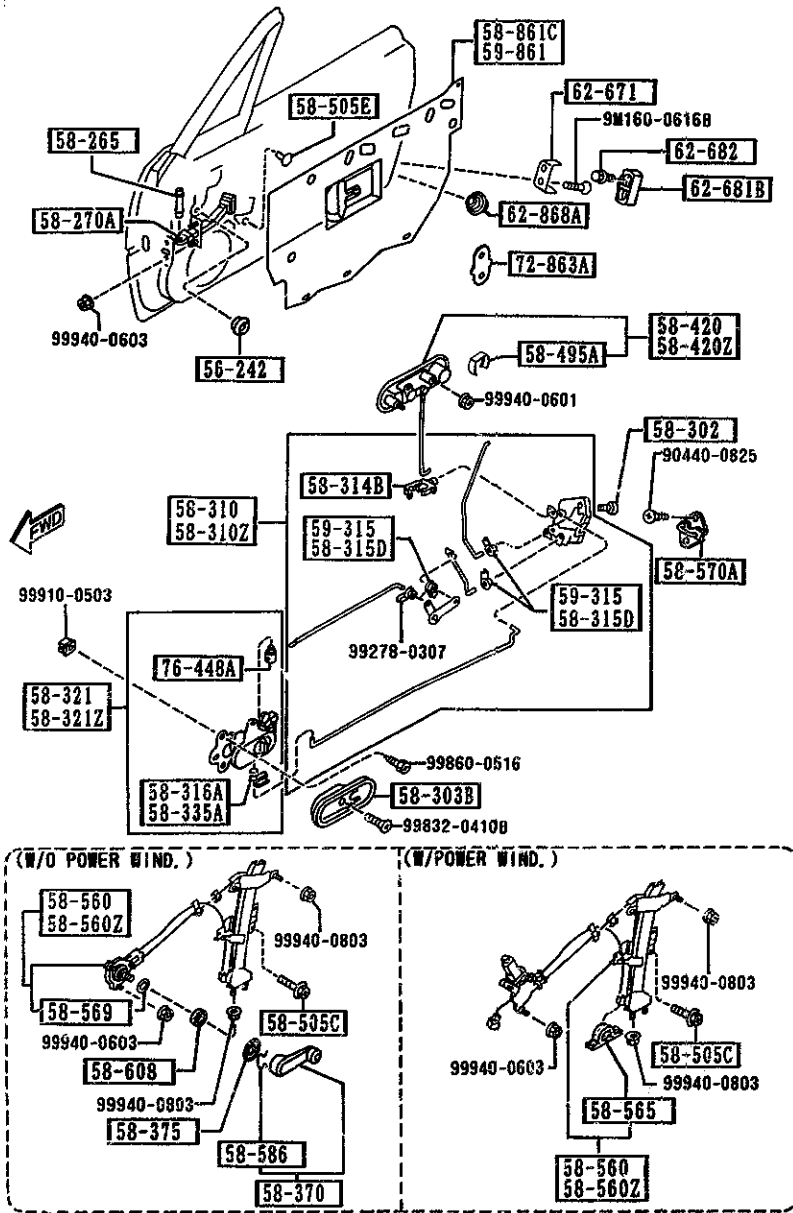 58-861C
59-861
62-671
58-505E
9M160-0616B
58-265
62-682
62-681B
58-270A
62-868A
72-863A
99940-0603
58-420
58-420Z
58-495A
56-242
99940-0601
58-302
90440-0825
58-314B
58-310
58-310Z
59-315
58-315D
FWD
58-570A
99910-0503
59-315
58-315D
99278-0307
76-448A
58-321
58-321Z
99860-0516
58-316A
58-335A
58-303B
99832-0410B
(W/O POWER WIND.)
(W/POWER WIND.)
58-560
58-560Z
99940-0803
99940-0803
58-569
58-505C
99940-0603
58-505C
58-608
99940-0603
99940-0803
99940-0803
58-375
58-565
58-586
58-560
58-560Z
58-370